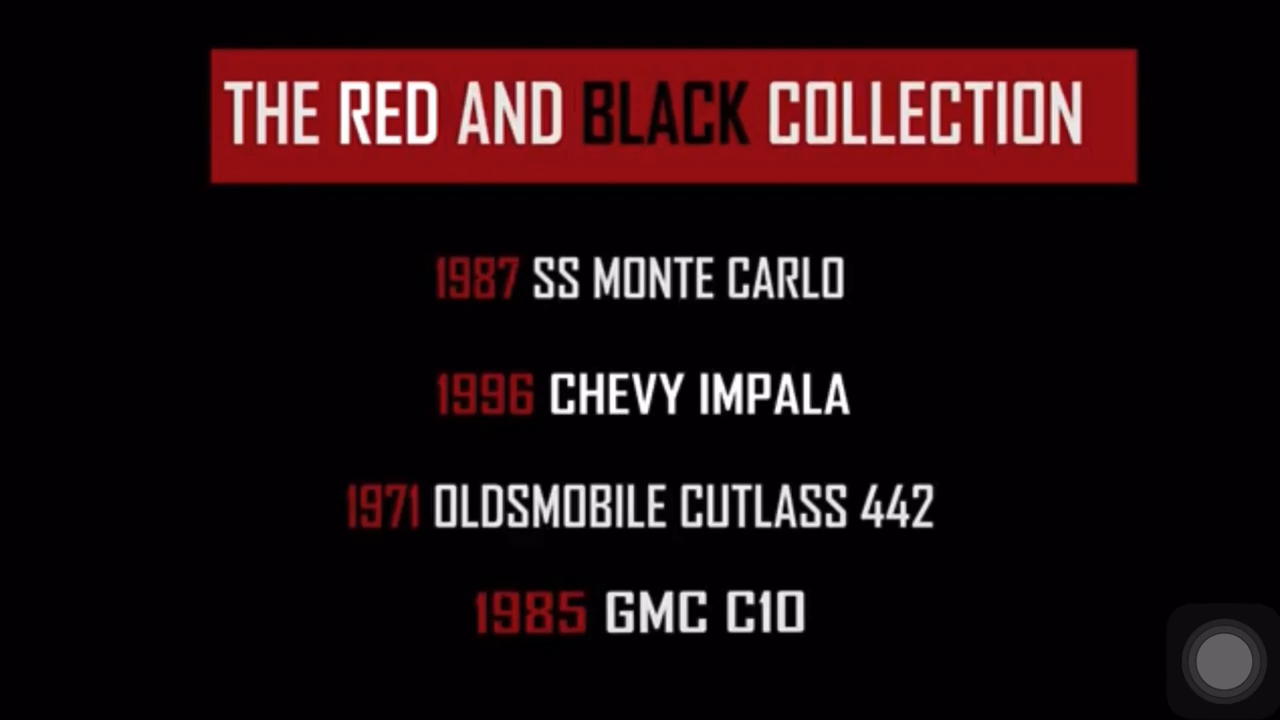 THE RED AND BLACK COLLECTION
1987 SS MONTE CARLO
1996 CHEVY IMPALA
1971 OLDSMOBILE CUTLASS 442
1985 GMC C10